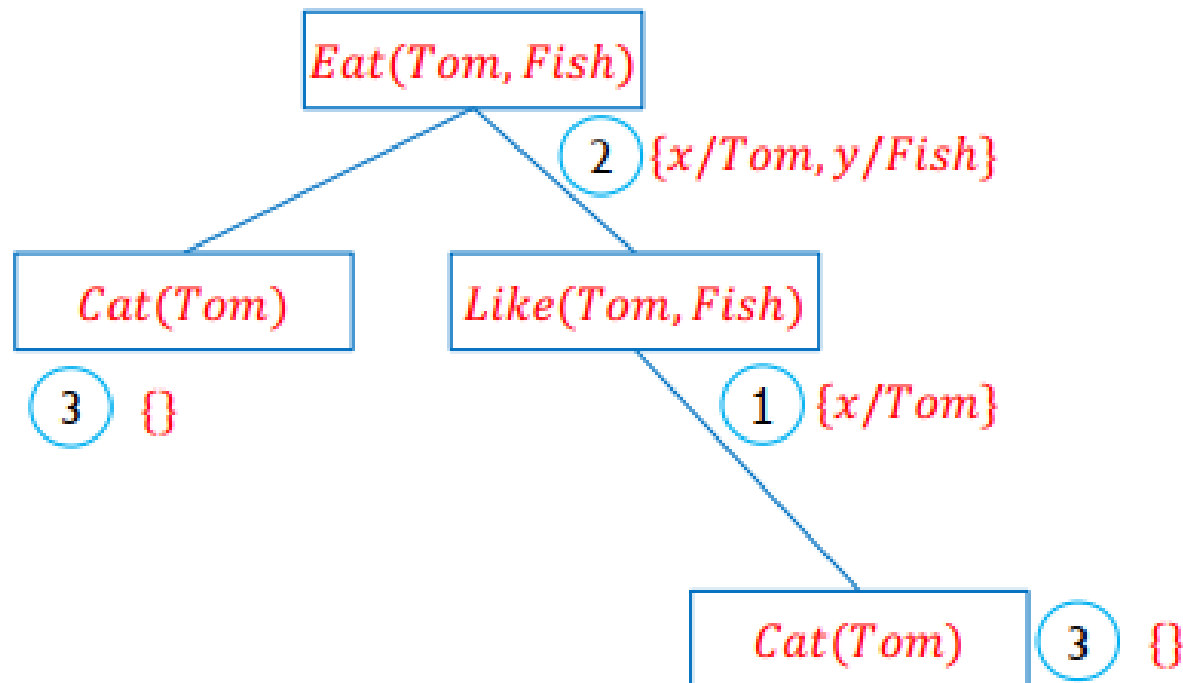 Eat(Tom, Fish)
2 {x/Tom, y/Fish}
Cat(Tom)
Like(Tom, Fish)
3 {}
1 {x/Tom}
Cat(Tom)
3 {}